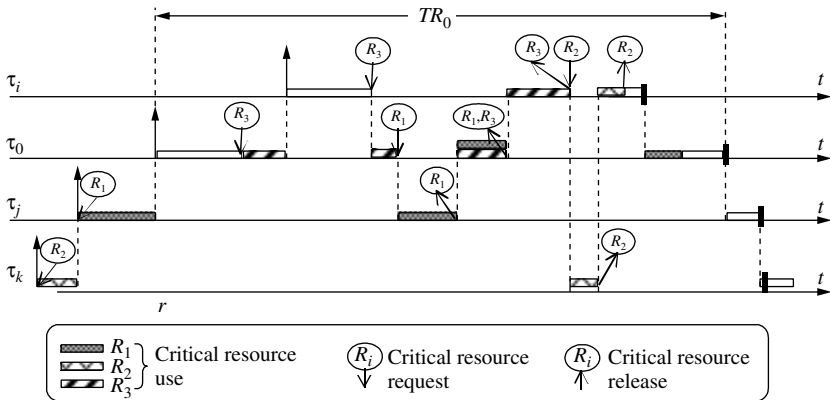 TR₀
R₃
R₃
R₂
R₂
τᵢ
t
R₃
R₁
R₁,R₃
τ₀
t
R₁
R₁
τⱼ
t
R₂
R₂
τₖ
t
r
R₁
R₂
R₃
Critical resource
use
Rᵢ
Critical resource
request
Rᵢ
Critical resource
release